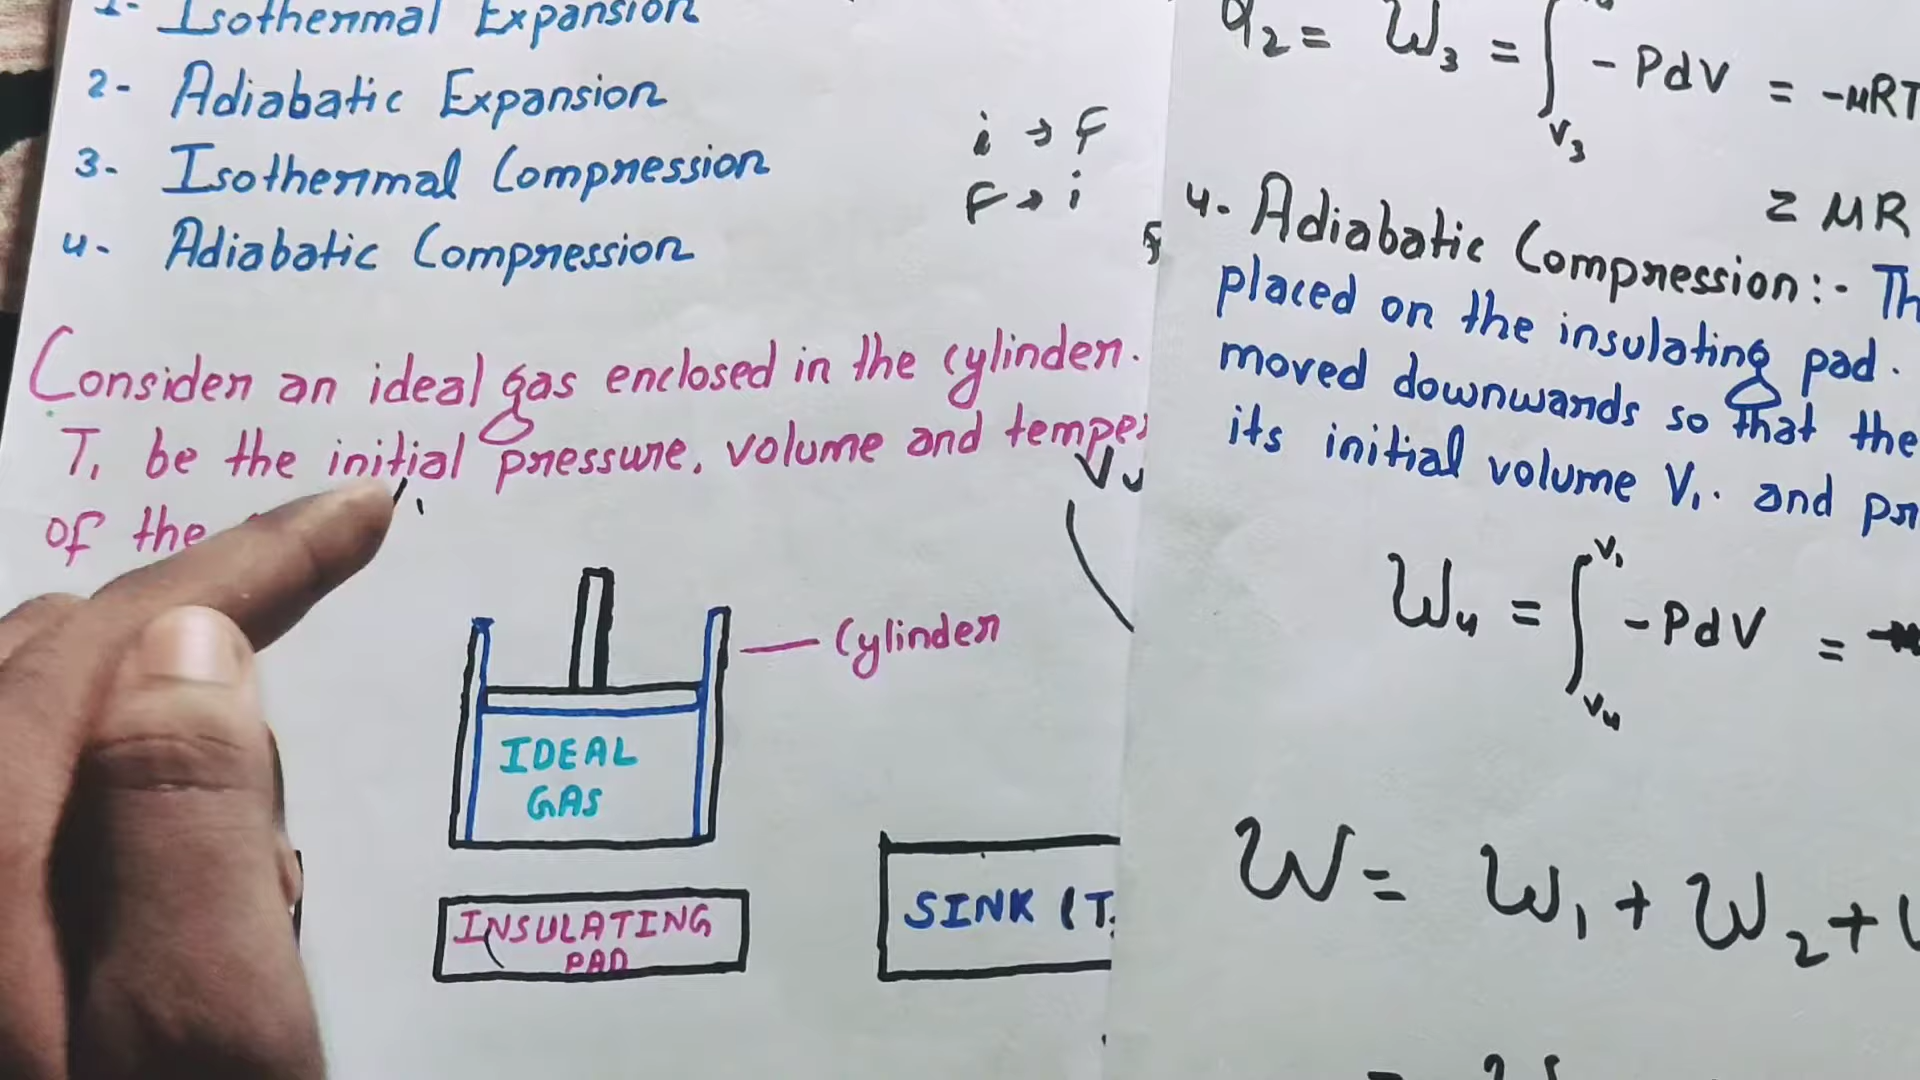 1- Isothermal Expansion
2- Adiabatic Expansion
3- Isothermal Compression
4- Adiabatic Compression
i → F
F → i
Consider an ideal gas enclosed in the cylinder.
T₁ be the initial pressure, volume and temper
of the
Cylinder
IDEAL
GAS
INSULATING
PAD
SINK (T
q₂ = W₃ = ∫ - PdV = -μRT
V₃
= μR
4- Adiabatic Compression:- Th
placed on the insulating pad.
moved downwards so that the
its initial volume V₁. and pr
V₁
W₄ = ∫ - PdV =
V₄
W = W₁ + W₂ +